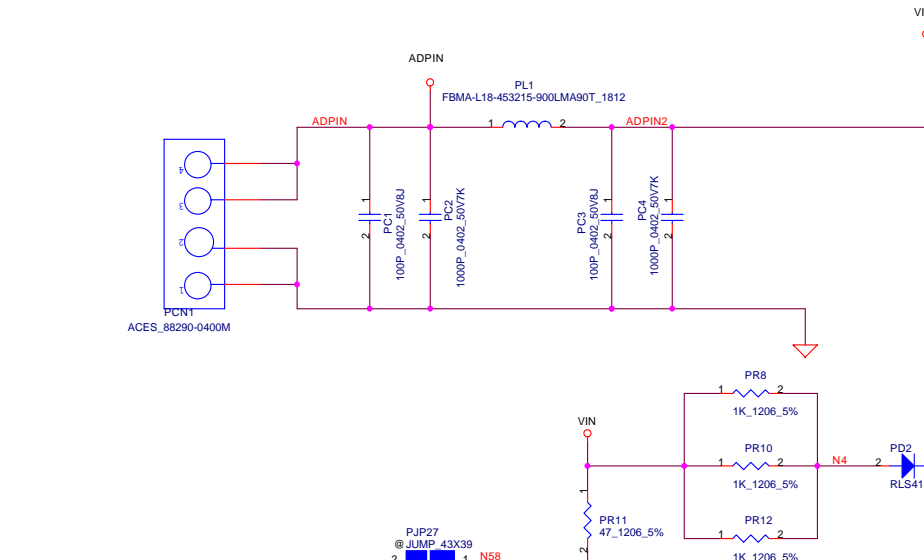 VI
ADPIN
PL1
FBMA-L18-453215-900LMA90T_1812
ADPIN
1
2
ADPIN2
4
3
2
1
PCN1
ACES_88290-0400M
1
2
PC1
100P_0402_50V8J
1
2
PC2
1000P_0402_50V7K
1
2
PC3
100P_0402_50V8J
1
2
PC4
1000P_0402_50V7K
PR8
1
2
1K_1206_5%
VIN
PR10
1
2
1K_1206_5%
N4
2
PD2
RLS41
1
PR11
47_1206_5%
2
PR12
1
2
1K_1206_5%
PJP27
@JUMP_43X39
2
1
N58